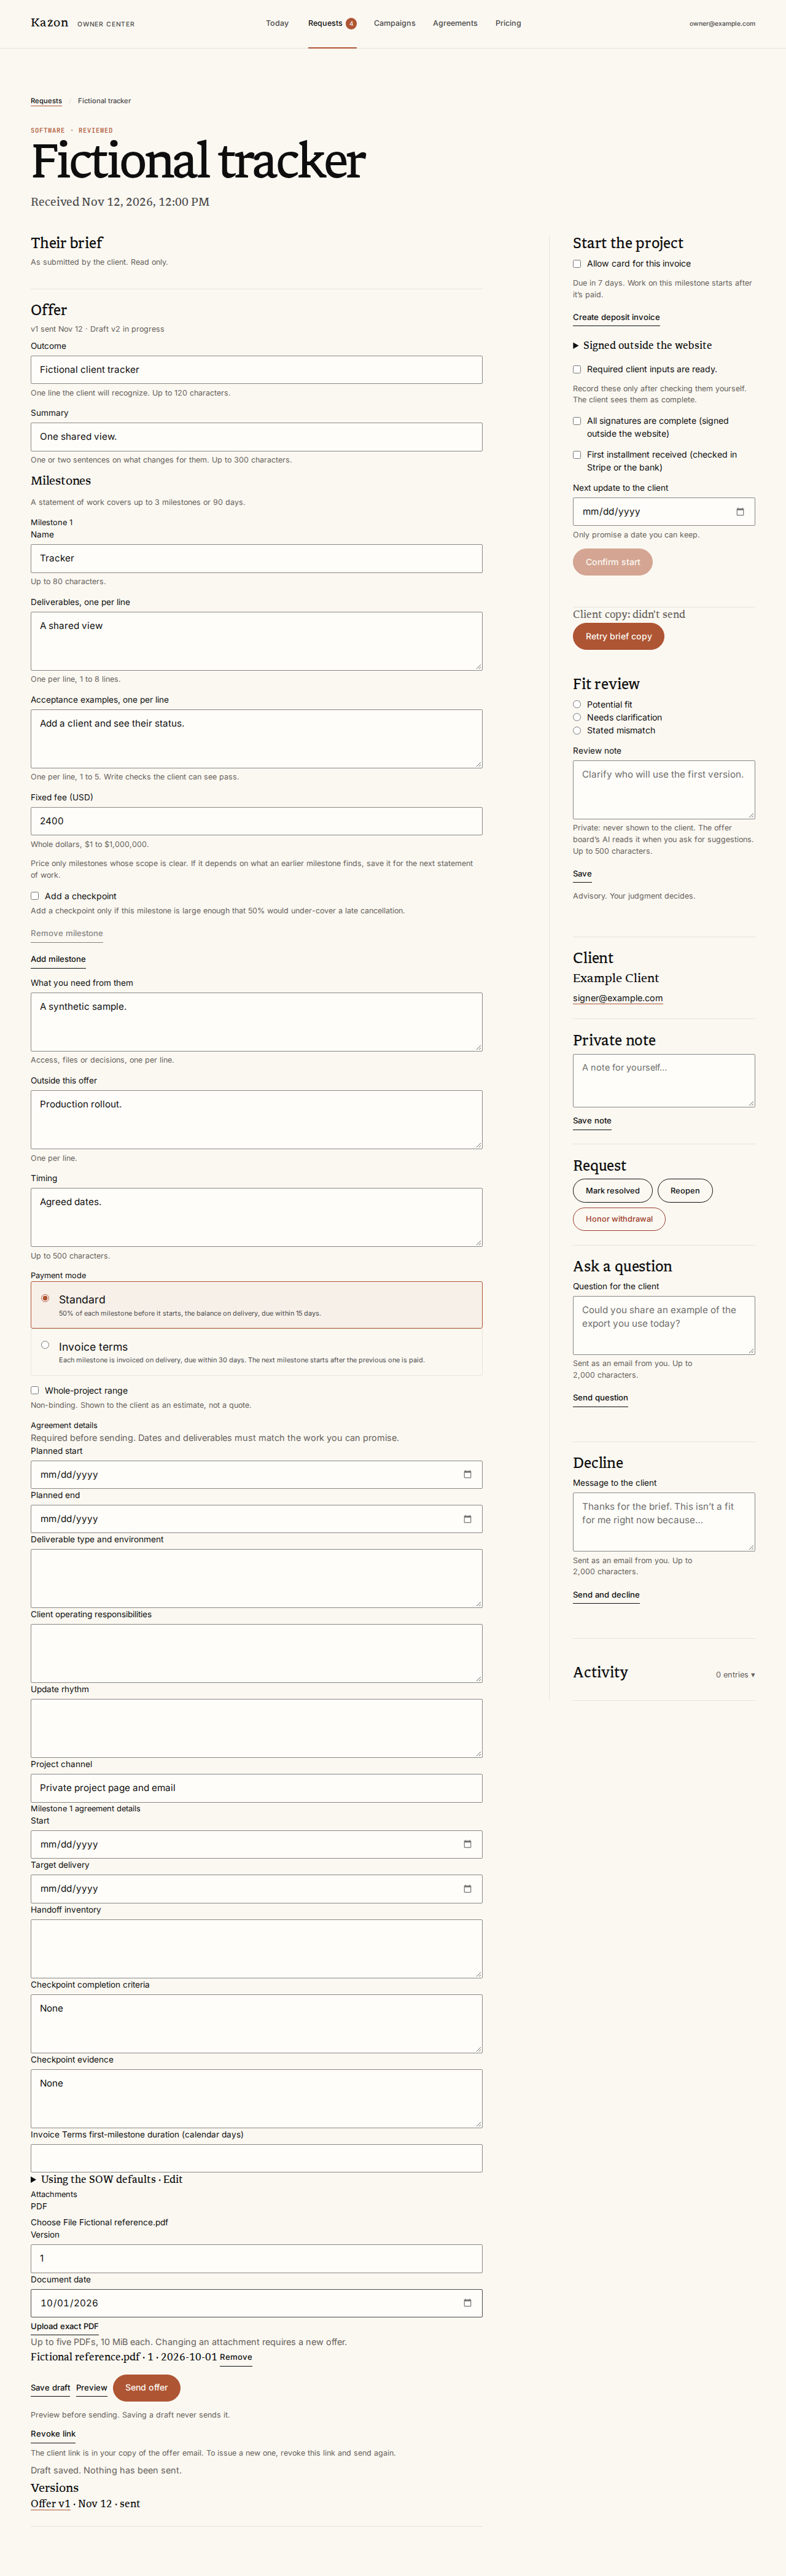 Kazon OWNER CENTER
Today
Requests 4
Campaigns
Agreements
Pricing
owner@example.com
Requests / Fictional tracker
SOFTWARE · REVIEWED
Fictional tracker
Received Nov 12, 2026, 12:00 PM
Their brief
As submitted by the client. Read only.
Offer
v1 sent Nov 12 · Draft v2 in progress
Outcome
Fictional client tracker
One line the client will recognize. Up to 120 characters.
Summary
One shared view.
One or two sentences on what changes for them. Up to 300 characters.
Milestones
A statement of work covers up to 3 milestones or 90 days.
Milestone 1
Name
Tracker
Up to 80 characters.
Deliverables, one per line
A shared view
One per line, 1 to 8 lines.
Acceptance examples, one per line
Add a client and see their status.
One per line, 1 to 5. Write checks the client can see pass.
Fixed fee (USD)
2400
Whole dollars, $1 to $1,000,000.
Price only milestones whose scope is clear. If it depends on what an earlier milestone finds, save it for the next statement
of work.
Add a checkpoint
Add a checkpoint only if this milestone is large enough that 50% would under-cover a late cancellation.
Remove milestone
Add milestone
What you need from them
A synthetic sample.
Access, files or decisions, one per line.
Outside this offer
Production rollout.
One per line.
Timing
Agreed dates.
Up to 500 characters.
Payment mode
Standard
50% of each milestone before it starts, the balance on delivery, due within 15 days.
Invoice terms
Each milestone is invoiced on delivery, due within 30 days. The next milestone starts after the previous one is paid.
Whole-project range
Non-binding. Shown to the client as an estimate, not a quote.
Agreement details
Required before sending. Dates and deliverables must match the work you can promise.
Planned start
mm/dd/yyyy
Planned end
mm/dd/yyyy
Deliverable type and environment
Client operating responsibilities
Update rhythm
Project channel
Private project page and email
Milestone 1 agreement details
Start
mm/dd/yyyy
Target delivery
mm/dd/yyyy
Handoff inventory
Checkpoint completion criteria
None
Checkpoint evidence
None
Invoice Terms first-milestone duration (calendar days)
▶ Using the SOW defaults · Edit
Attachments
PDF
Choose File Fictional reference.pdf
Version
1
Document date
10/01/2026
Upload exact PDF
Up to five PDFs, 10 MiB each. Changing an attachment requires a new offer.
Fictional reference.pdf · 1 · 2026-10-01 Remove
Save draft Preview Send offer
Preview before sending. Saving a draft never sends it.
Revoke link
The client link is in your copy of the offer email. To issue a new one, revoke this link and send again.
Draft saved. Nothing has been sent.
Versions
Offer v1 · Nov 12 · sent
Start the project
Allow card for this invoice
Due in 7 days. Work on this milestone starts after
it's paid.
Create deposit invoice
▶ Signed outside the website
Required client inputs are ready.
Record these only after checking them yourself.
The client sees them as complete.
All signatures are complete (signed
outside the website)
First installment received (checked in
Stripe or the bank)
Next update to the client
mm/dd/yyyy
Only promise a date you can keep.
Confirm start
Client copy: didn't send
Retry brief copy
Fit review
Potential fit
Needs clarification
Stated mismatch
Review note
Clarify who will use the first version.
Private: never shown to the client. The offer
board's AI reads it when you ask for suggestions.
Up to 500 characters.
Save
Advisory. Your judgment decides.
Client
Example Client
signer@example.com
Private note
A note for yourself...
Save note
Request
Mark resolved Reopen
Honor withdrawal
Ask a question
Question for the client
Could you share an example of the
export you use today?
Sent as an email from you. Up to
2,000 characters.
Send question
Decline
Message to the client
Thanks for the brief. This isn't a fit
for me right now because...
Sent as an email from you. Up to
2,000 characters.
Send and decline
Activity
0 entries ▾